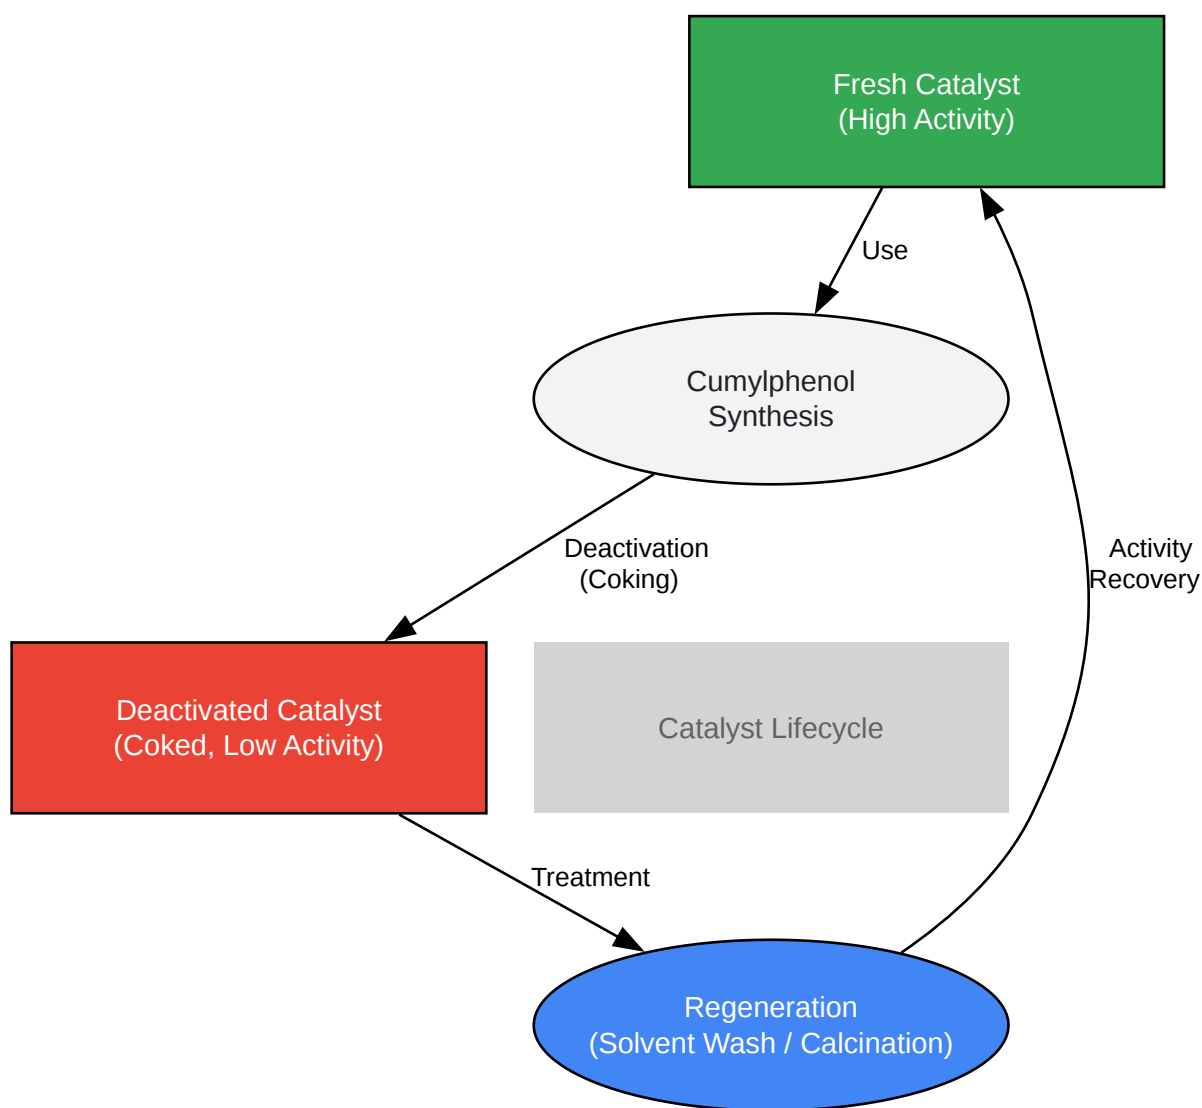 Fresh Catalyst
(High Activity)
Use
Cumylphenol
Synthesis
Deactivation
(Coking)
Activity
Recovery
Deactivated Catalyst
(Coked, Low Activity)
Catalyst Lifecycle
Treatment
Regeneration
(Solvent Wash / Calcination)